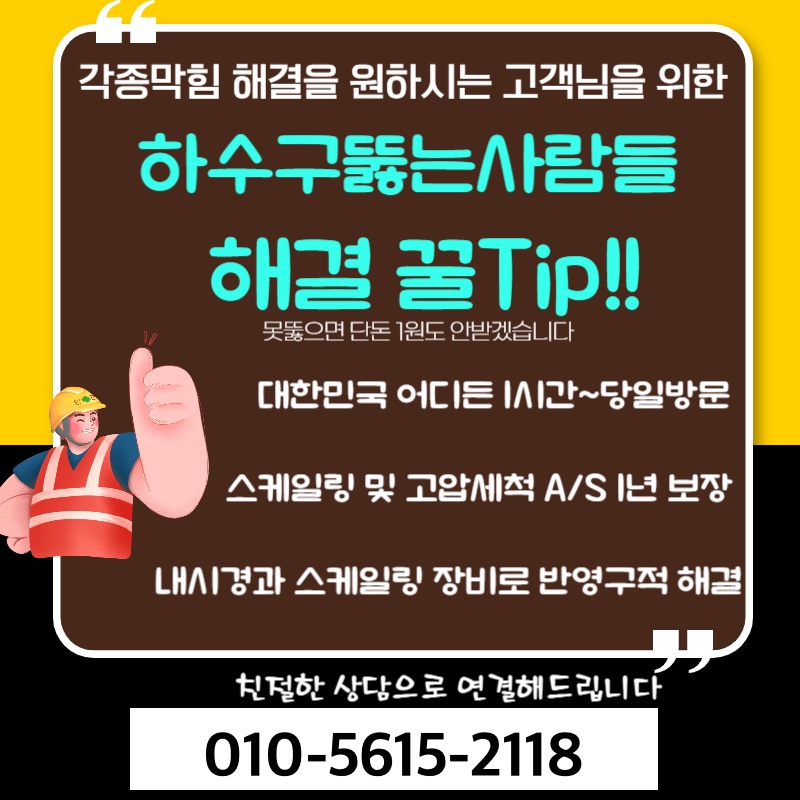 각종막힘 해결을 원하시는 고객님을 위한
하수구뚫는사람들
해결 꿀Tip!!
못뚫으면 단돈 1원도 안받겠습니다
대한민국 어디든 1시간~당일방문
스케일링 및 고압세척 A/S 1년 보장
내시경과 스케일링 장비로 반영구적 해결
친절한 상담으로 연결해드립니다
010-5615-2118